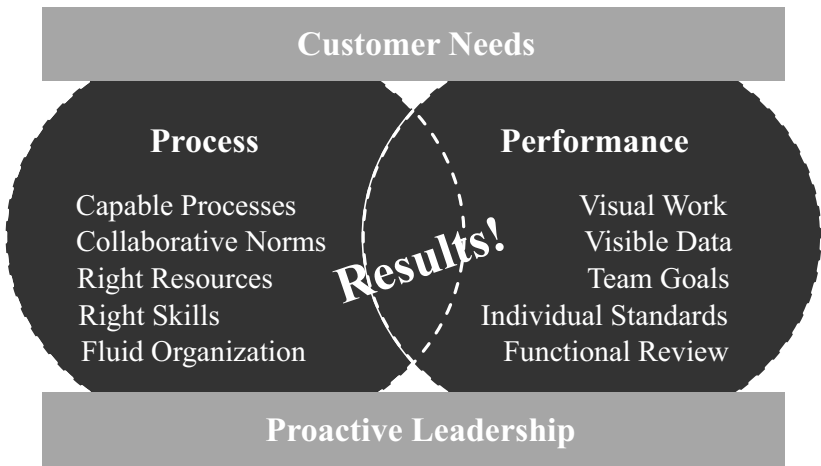 Customer Needs
Process
Capable Processes
Collaborative Norms
Right Resources
Right Skills
Fluid Organization
Results!
Performance
Visual Work
Visible Data
Team Goals
Individual Standards
Functional Review
Proactive Leadership